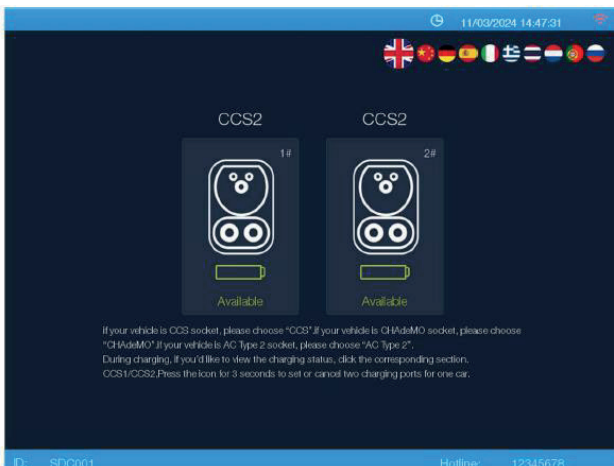 11/03/2024 14:47:31
CCS2
CCS2
1#
2#
Available
Available
If your vehicle is CCS socket, please choose "CCS".If your vehicle is CHAdeMO socket, please choose
"CHAdeMO".If your vehicle is AC Type 2 socket, please choose "AC Type 2".
During charging, if you'd like to view the charging status, click the corresponding section.
CCS1/CCS2,Press the icon for 3 seconds to set or cancel two charging ports for one car.
ID: SDC001
Hotline: 12345678